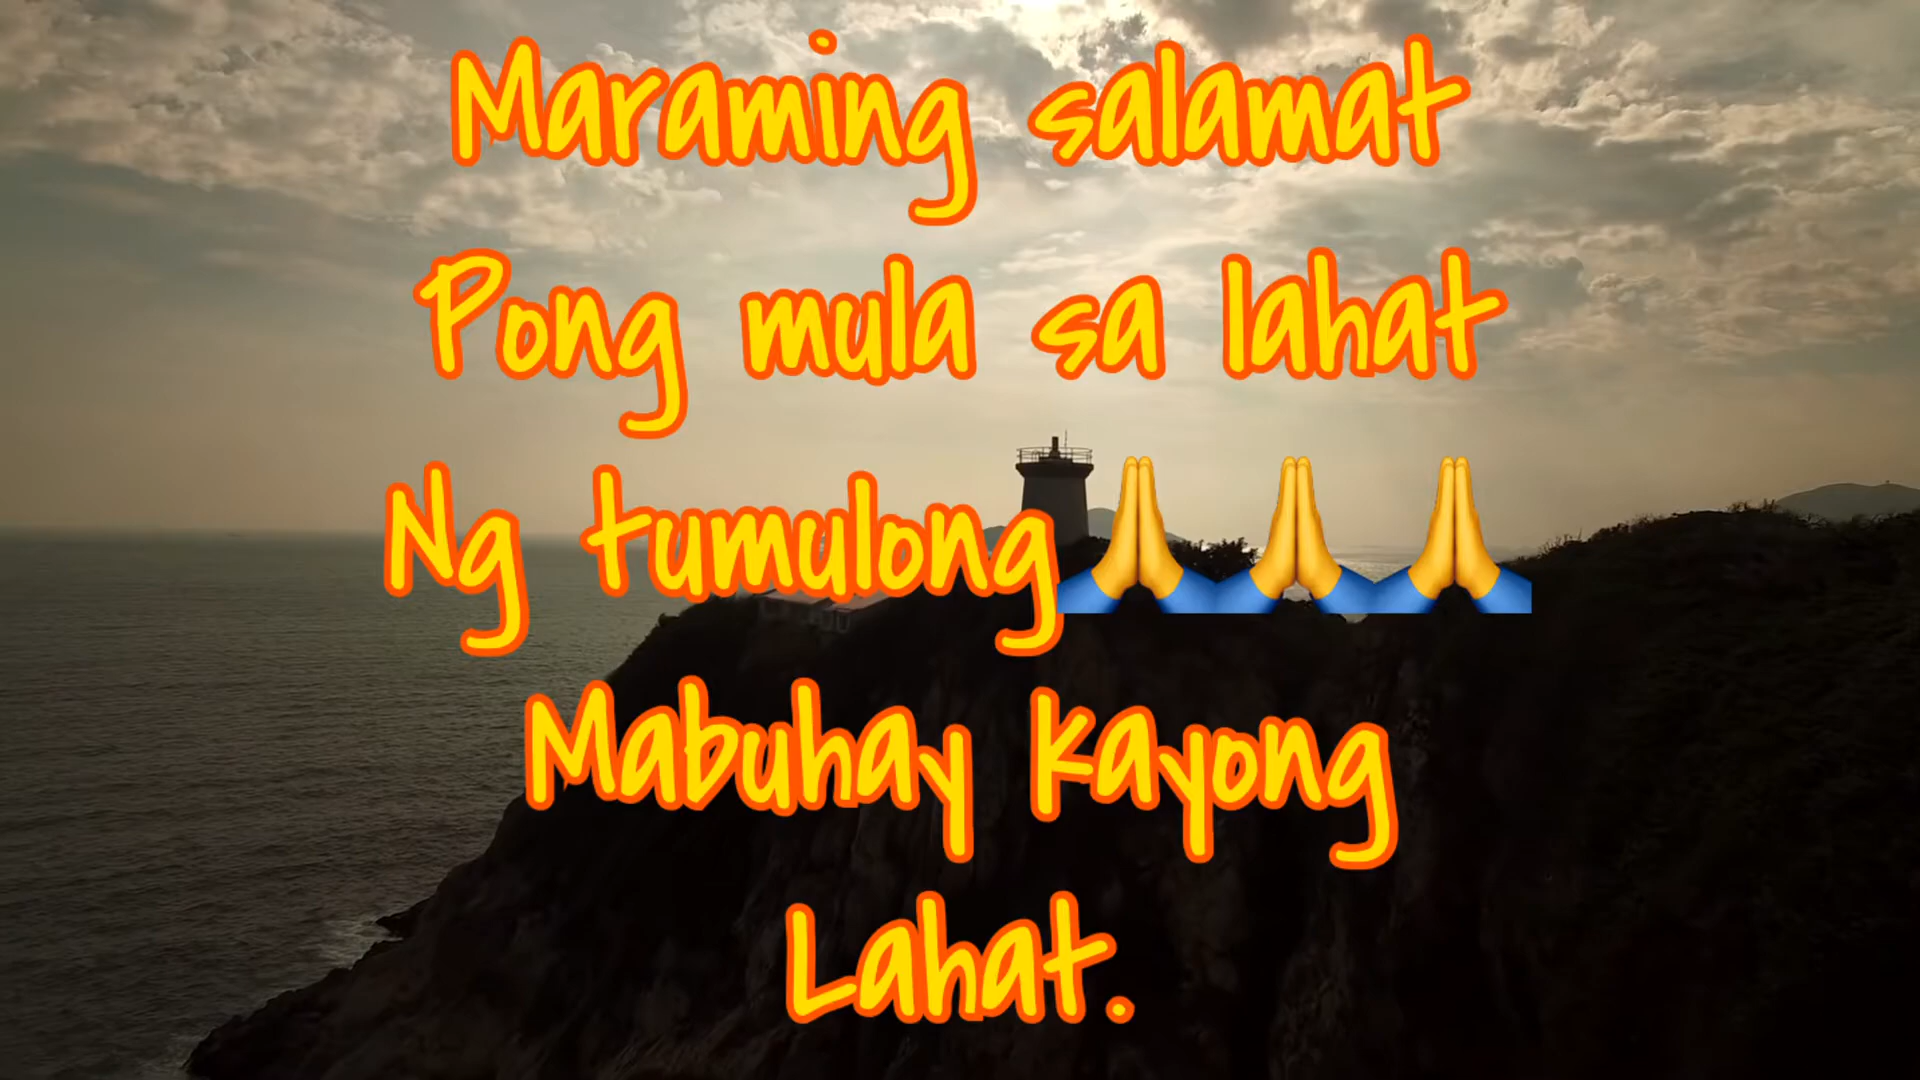 Maraming salamat
Pong mula sa lahat
Ng tumulong🙏🙏🙏
Mabuhay kayong
Lahat.